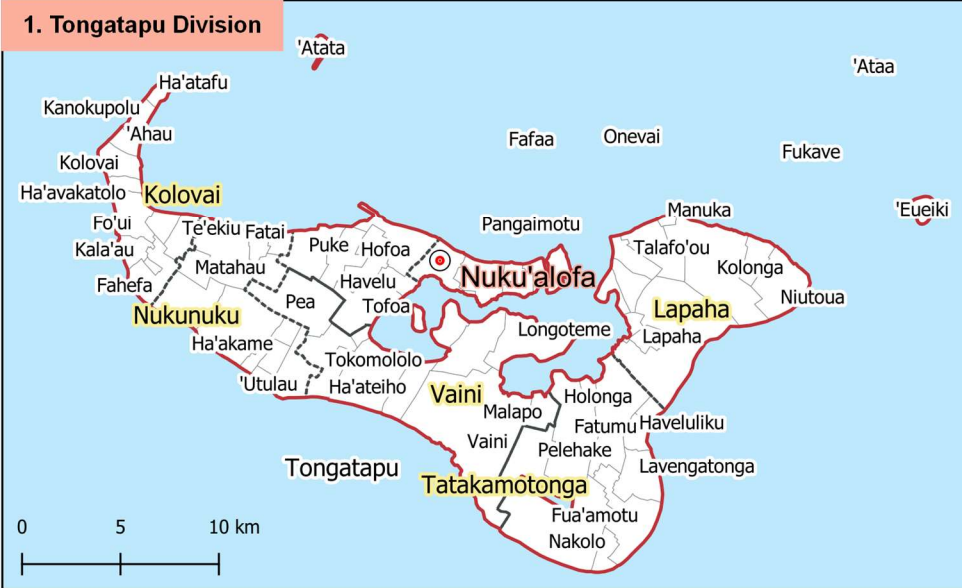 1. Tongatapu Division
'Atata
'Ataa
Ha'atafu
Kanokupolu
'Ahau
Fafaa
Onevai
Fukave
Kolovai
Ha'avakatolo
Kolovai
Manuka
'Eueiki
Fo'ui
Te'ekiu
Fatai
Pangaimotu
Kala'au
Puke
Hofoa
Talafo'ou
Matahau
Kolonga
Fahefa
Havelu
Nuku'alofa
Niutoua
Pea
Tofoa
Lapaha
Nukunuku
Longoteme
Lapaha
Ha'akame
Tokomololo
'Utulau
Ha'ateiho
Vaini
Holonga
Malapo
Fatumu
Haveluliku
Vaini
Pelehake
Tongatapu
Lavengatonga
Tatakamotonga
Fua'amotu
Nakolo
0 5 10 km